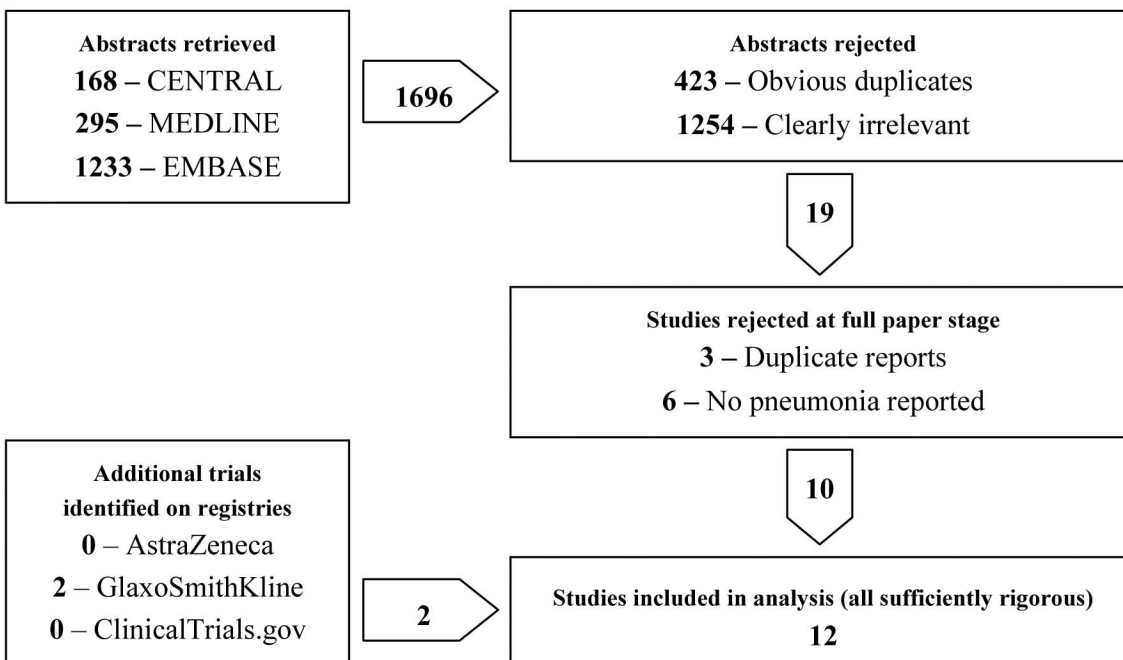 Abstracts retrieved
168 – CENTRAL
295 – MEDLINE
1233 – EMBASE
1696
Abstracts rejected
423 – Obvious duplicates
1254 – Clearly irrelevant
19
Studies rejected at full paper stage
3 – Duplicate reports
6 – No pneumonia reported
10
Additional trials
identified on registries
0 – AstraZeneca
2 – GlaxoSmithKline
0 – ClinicalTrials.gov
2
Studies included in analysis (all sufficiently rigorous)
12